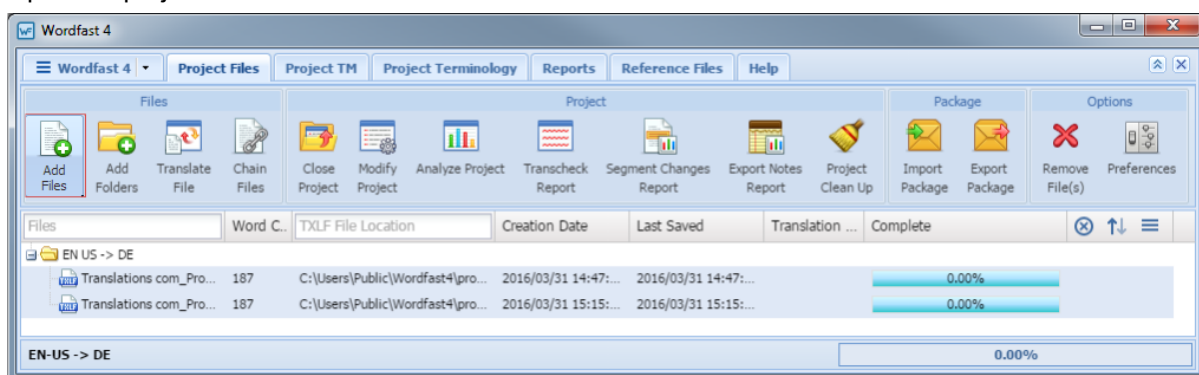 Wordfast 4
Wordfast 4 Project Files Project TM Project Terminology Reports Reference Files Help
Files Project Package Options
Add Files Add Folders Translate File Chain Files Close Project Modify Project Analyze Project Transcheck Report Segment Changes Report Export Notes Report Project Clean Up Import Package Export Package Remove File(s) Preferences
Files Word C.. TXLF File Location Creation Date Last Saved Translation ... Complete
EN US -> DE
Translations com_Pro... 187 C:\Users\Public\Wordfast4\pro... 2016/03/31 14:47:... 2016/03/31 14:47:... 0.00%
Translations com_Pro... 187 C:\Users\Public\Wordfast4\pro... 2016/03/31 15:15:... 2016/03/31 15:15:... 0.00%
EN-US -> DE 0.00%